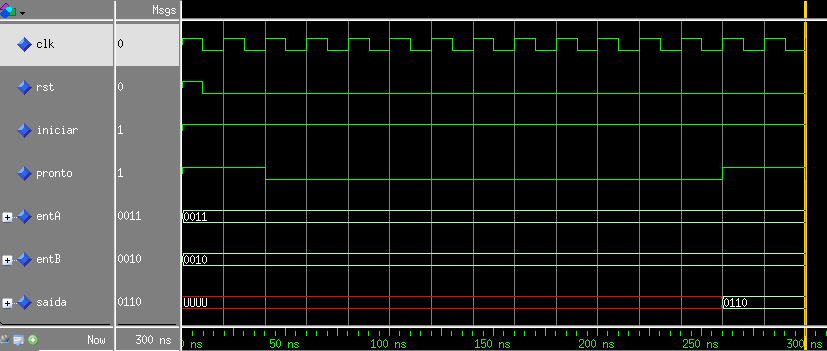 Msgs
clk 0
rst 0
iniciar 1
pronto 1
entA 0011 0011
entB 0010 0010
saida 0110 UUUU 0110
Now 300 ns ns 50 ns 100 ns 150 ns 200 ns 250 ns 300 ns